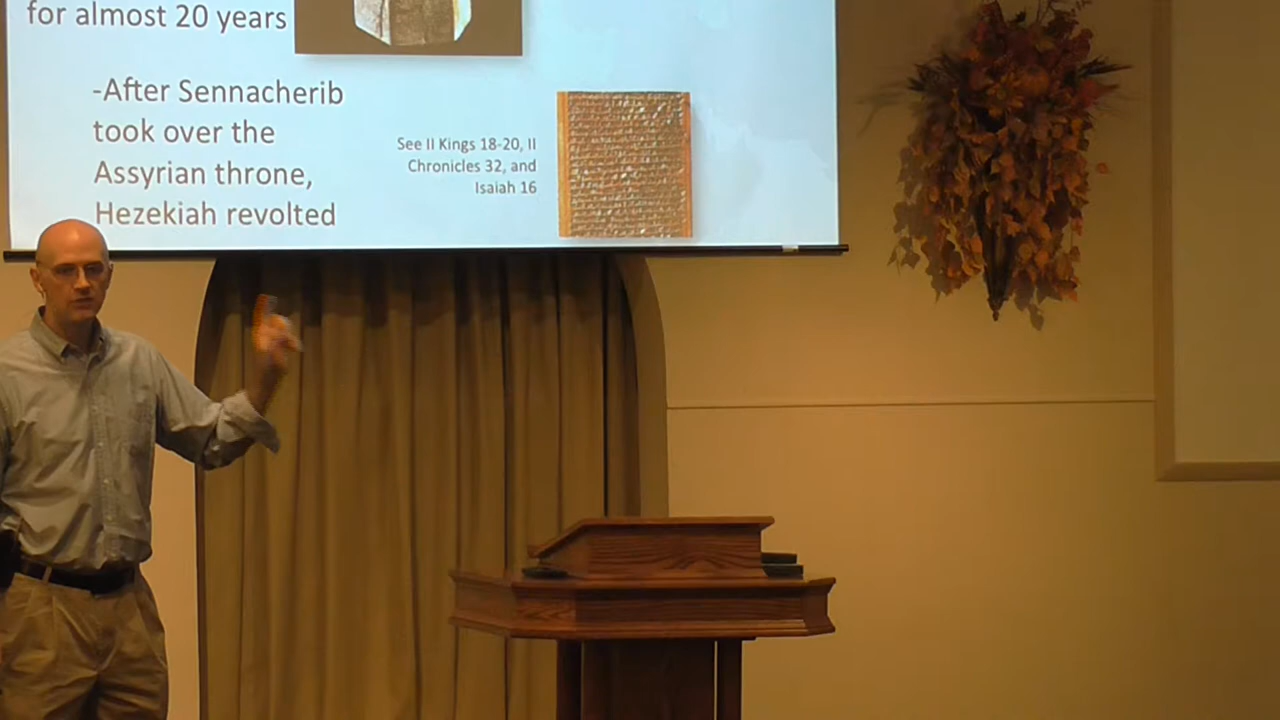 for almost 20 years
-After Sennacherib
took over the
Assyrian throne,
Hezekiah revolted
See II Kings 18-20, II
Chronicles 32, and
Isaiah 16